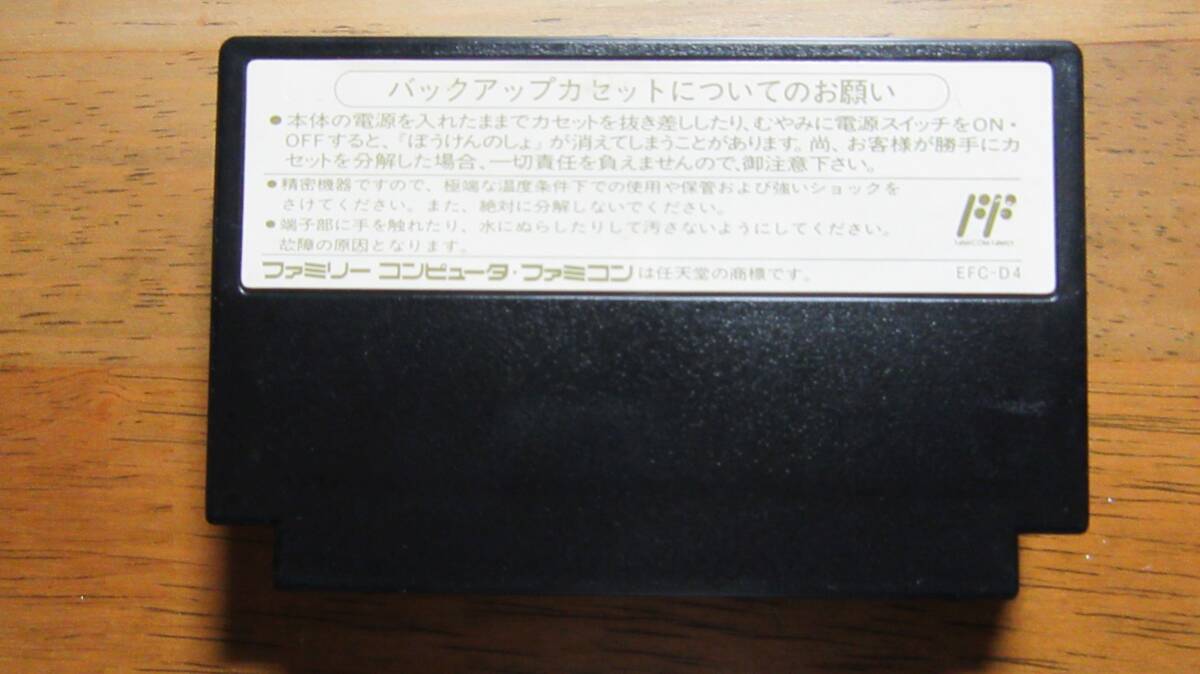 バックアップカセットについてのお願い
●本体の電源を入れたままでカセットを抜き差ししたり、むやみに電源スイッチをON・
OFFすると、「ぼうけんのしょ」が消えてしまうことがあります。尚、お客様が勝手にカ
セットを分解した場合、一切責任を負えませんので、御注意下さい。
●精密機器ですので、極端な温度条件下での使用や保管および強いショックを
さけてください。また、絶対に分解しないでください。
●端子部に手を触れたり、水にぬらしたりして汚さないようにしてください。
故障の原因となります。
ファミリー コンピュータ・ファミコンは任天堂の商標です。
EFC-D4